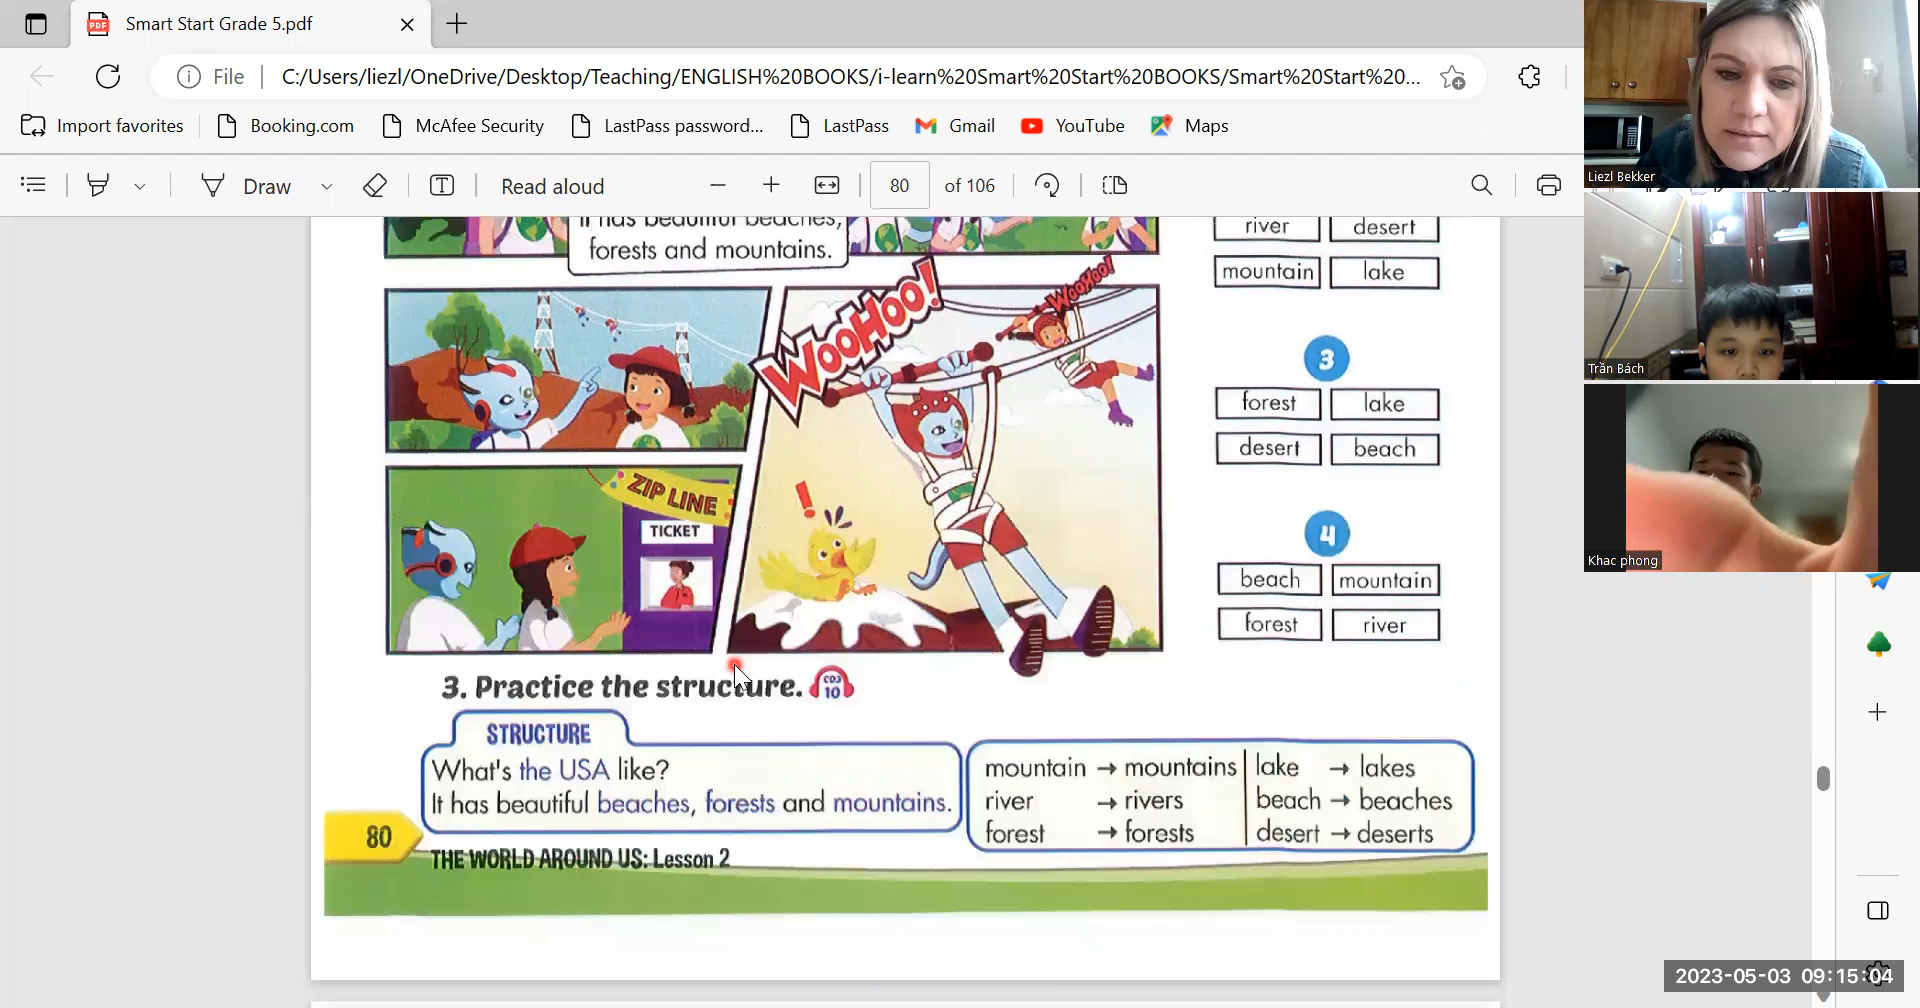 Smart Start Grade 5.pdf
File
C:/Users/liezl/OneDrive/Desktop/Teaching/ENGLISH%20BOOKS/i-learn%20Smart%20Start%20BOOKS/Smart%20Start%20...
Import favorites
Booking.com
McAfee Security
LastPass password...
LastPass
Gmail
YouTube
Maps
Draw
Read aloud
80
of 106
It has beautiful beaches,
forests and mountains.
WooHoo!
WooHoo!
ZIP LINE
TICKET
river
desert
mountain
lake
3
forest
lake
desert
beach
4
beach
mountain
forest
river
3. Practice the structure.
CD3
10
STRUCTURE
What's the USA like?
It has beautiful beaches, forests and mountains.
mountain → mountains
river → rivers
forest → forests
lake → lakes
beach → beaches
desert → deserts
80
THE WORLD AROUND US: Lesson 2
Liezl Bekker
Trần Bách
Khac phong
2023-05-03 09:15:04